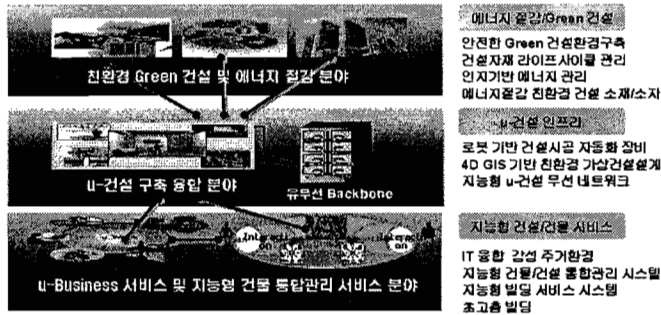 친환경 Green 건설 및 에너지 절감 분야
에너지 절감/Green 건설
안전한 Green 건설환경구축
건설자재 라이프사이클 관리
인지기반 에너지 관리
에너지절감 친환경 건설 소재/소자
u-건설 구축 융합 분야
유무선 Backbone
u-건설 인프라
로봇 기반 건설시공 자동화 장비
4D GIS 기반 친환경 가상건설설계
지능형 u-건설 무선 네트워크
u-Business 서비스 및 지능형 건물 통합관리 서비스 분야
지능형 건설/건물 서비스
IT 융합 감성 주거환경
지능형 건물/건설 통합관리 시스템
지능형 빌딩 서비스 시스템
초고층 빌딩